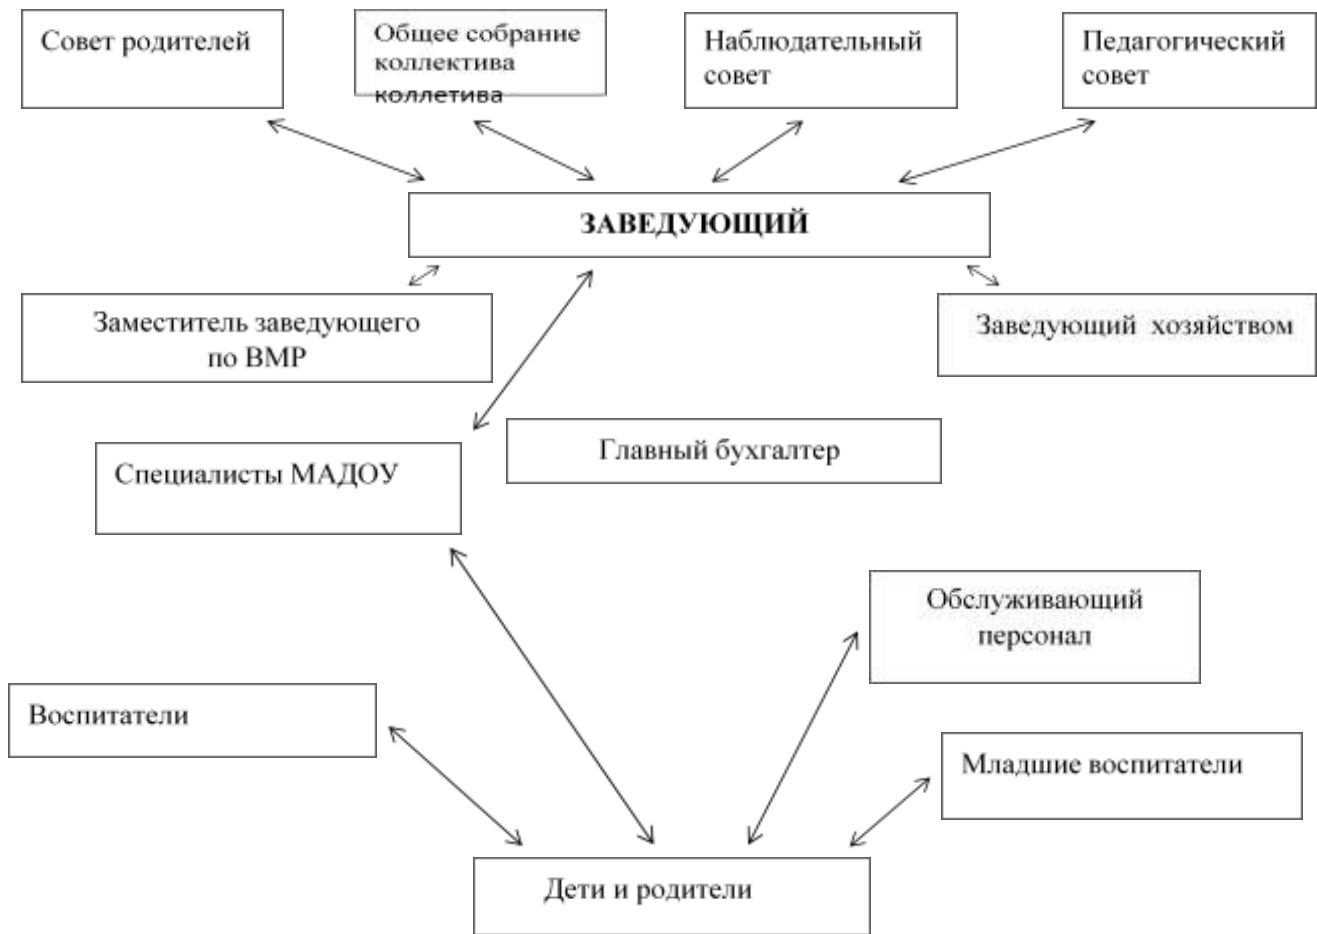 Совет родителей
Общее собрание
коллектива
коллетива
Наблюдательный
совет
Педагогический
совет
ЗАВЕДУЮЩИЙ
Заместитель заведующего
по ВМР
Заведующий хозяйством
Главный бухгалтер
Специалисты МАДОУ
Обслуживающий
персонал
Воспитатели
Младшие воспитатели
Дети и родители